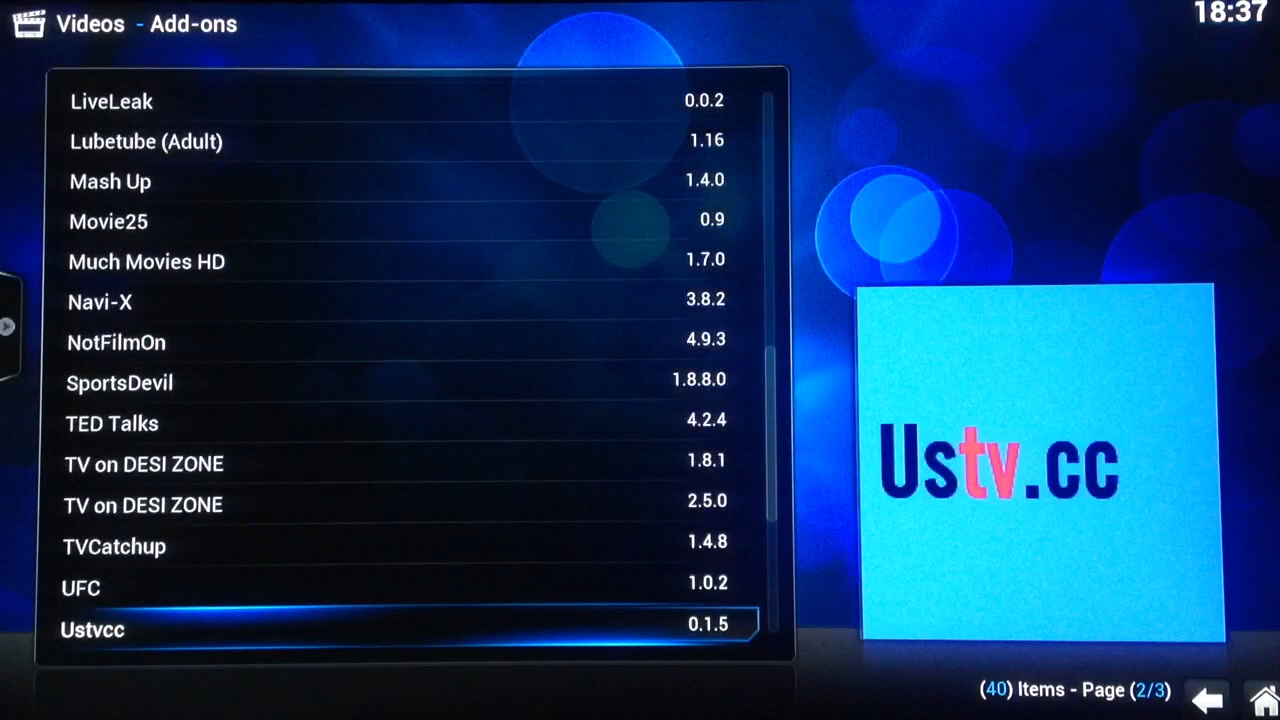 Videos - Add-ons
18:37
LiveLeak 0.0.2
Lubetube (Adult) 1.16
Mash Up 1.4.0
Movie25 0.9
Much Movies HD 1.7.0
Navi-X 3.8.2
NotFilmOn 4.9.3
SportsDevil 1.8.8.0
TED Talks 4.2.4
TV on DESI ZONE 1.8.1
TV on DESI ZONE 2.5.0
TVCatchup 1.4.8
UFC 1.0.2
Ustvcc 0.1.5
Ustv.cc
(40) Items - Page (2/3)